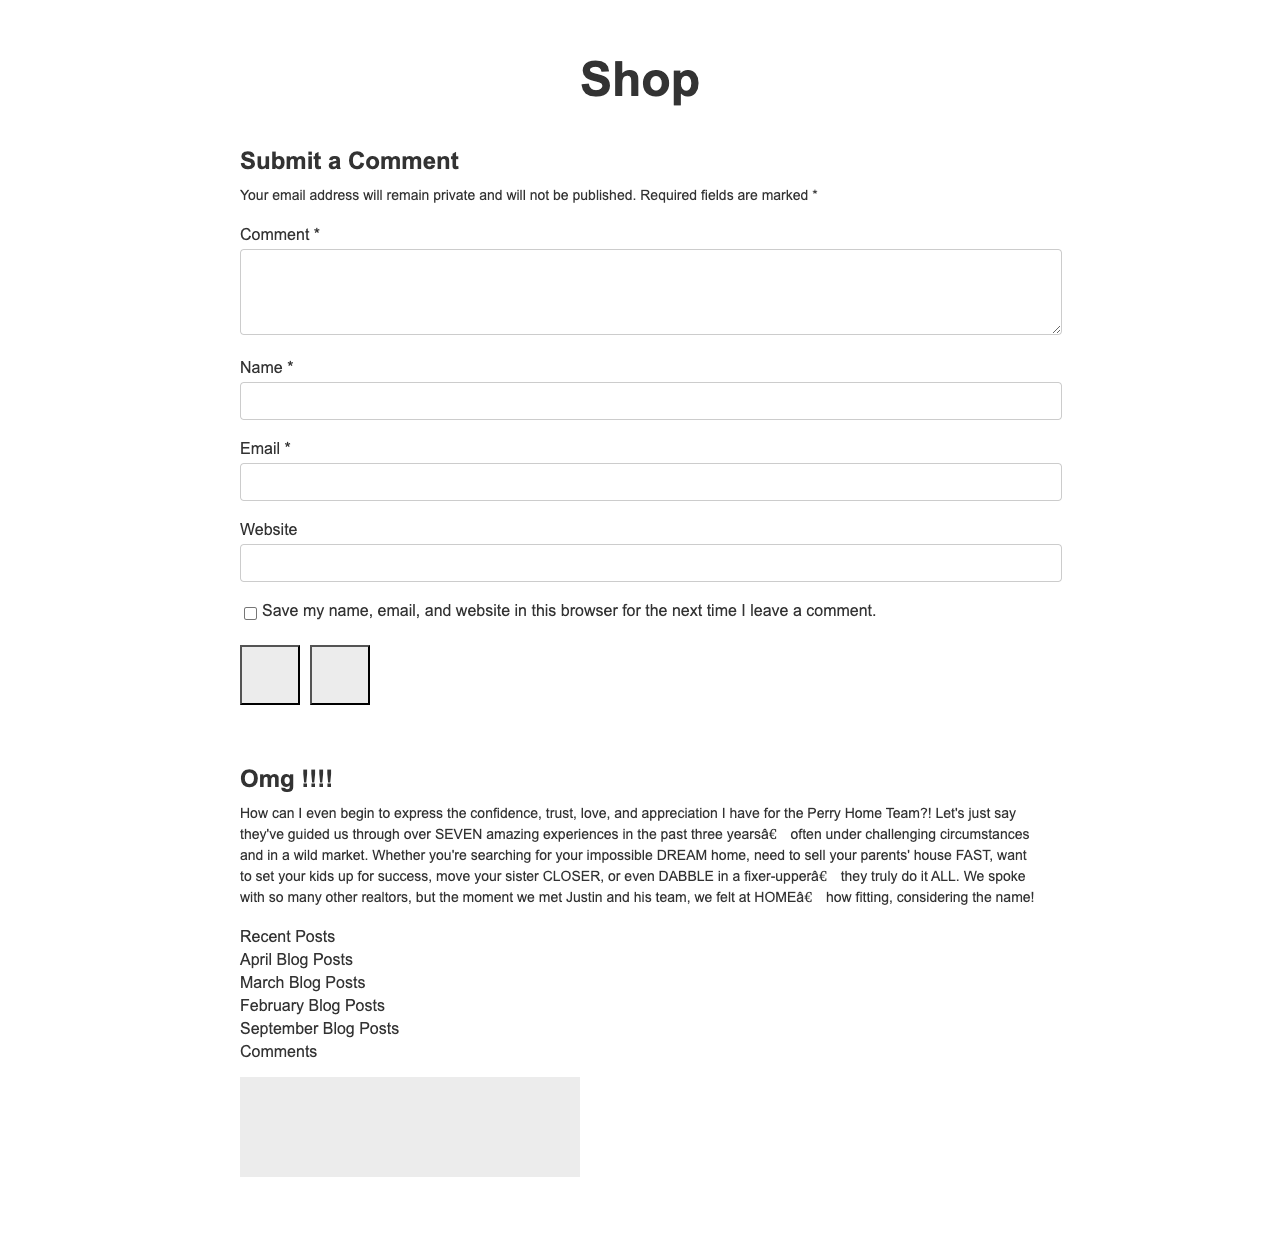 Shop
Submit a Comment
Your email address will remain private and will not be published. Required fields are marked *
Comment *
Name *
Email *
Website
Save my name, email, and website in this browser for the next time I leave a comment.
Omg !!!!
How can I even begin to express the confidence, trust, love, and appreciation I have for the Perry Home Team?! Let's just say
they've guided us through over SEVEN amazing experiences in the past three yearsâ€ often under challenging circumstances
and in a wild market. Whether you're searching for your impossible DREAM home, need to sell your parents' house FAST, want
to set your kids up for success, move your sister CLOSER, or even DABBLE in a fixer-upperâ€ they truly do it ALL. We spoke
with so many other realtors, but the moment we met Justin and his team, we felt at HOMEâ€ how fitting, considering the name!
Recent Posts
April Blog Posts
March Blog Posts
February Blog Posts
September Blog Posts
Comments